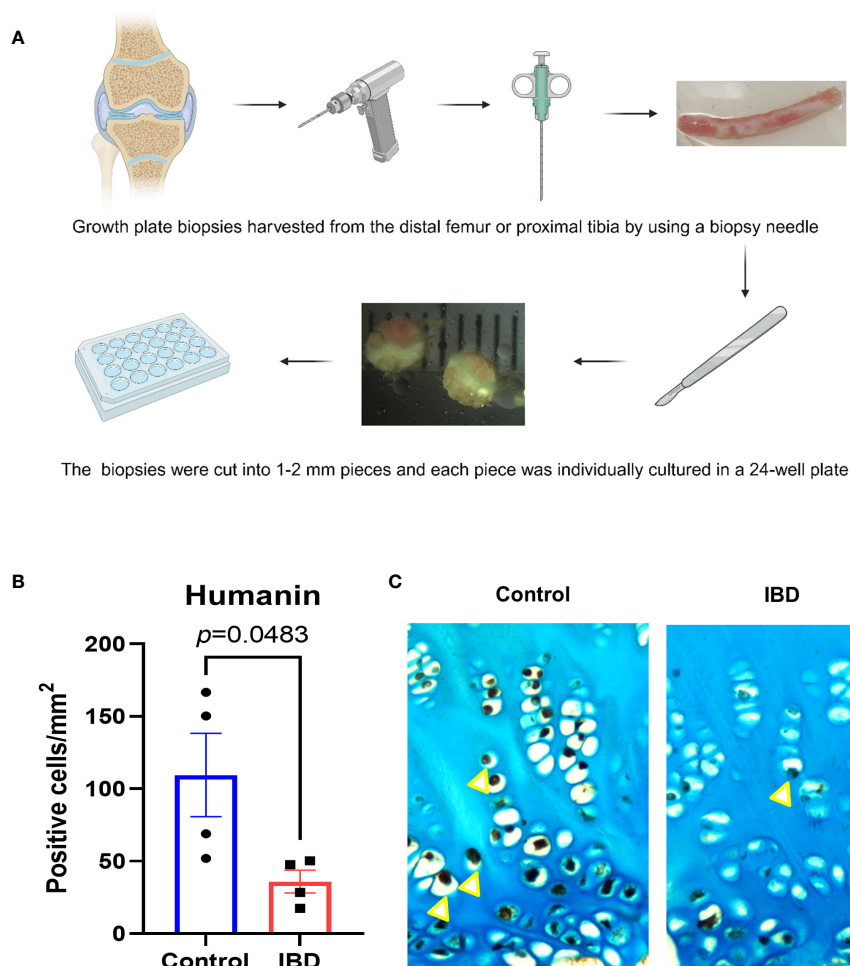 A
Growth plate biopsies harvested from the distal femur or proximal tibia by using a biopsy needle
The biopsies were cut into 1-2 mm pieces and each piece was individually cultured in a 24-well plate
B
Humanin
p=0.0483
Positive cells/mm²
200
150
100
50
0
Control
IBD
C
Control
IBD